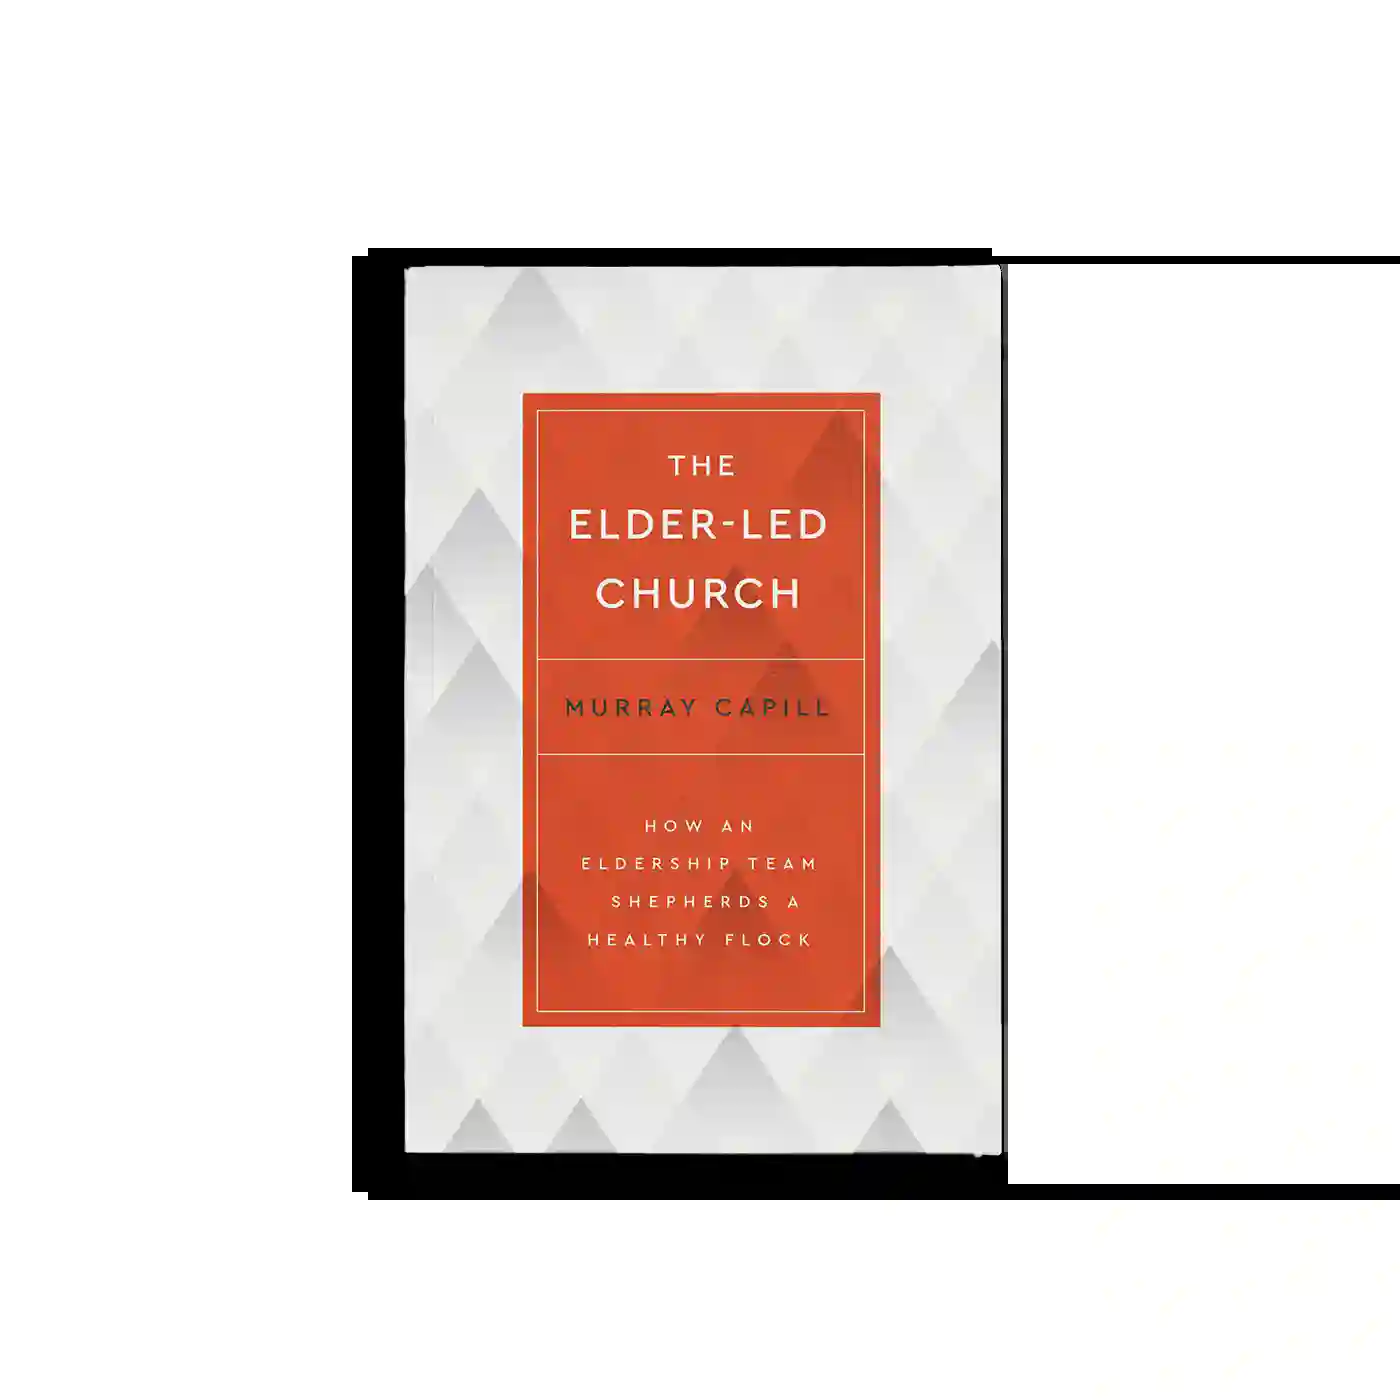 THE
ELDER-LED
CHURCH
MURRAY CAPILL
HOW AN
ELDERSHIP TEAM
SHEPHERDS A
HEALTHY FLOCK